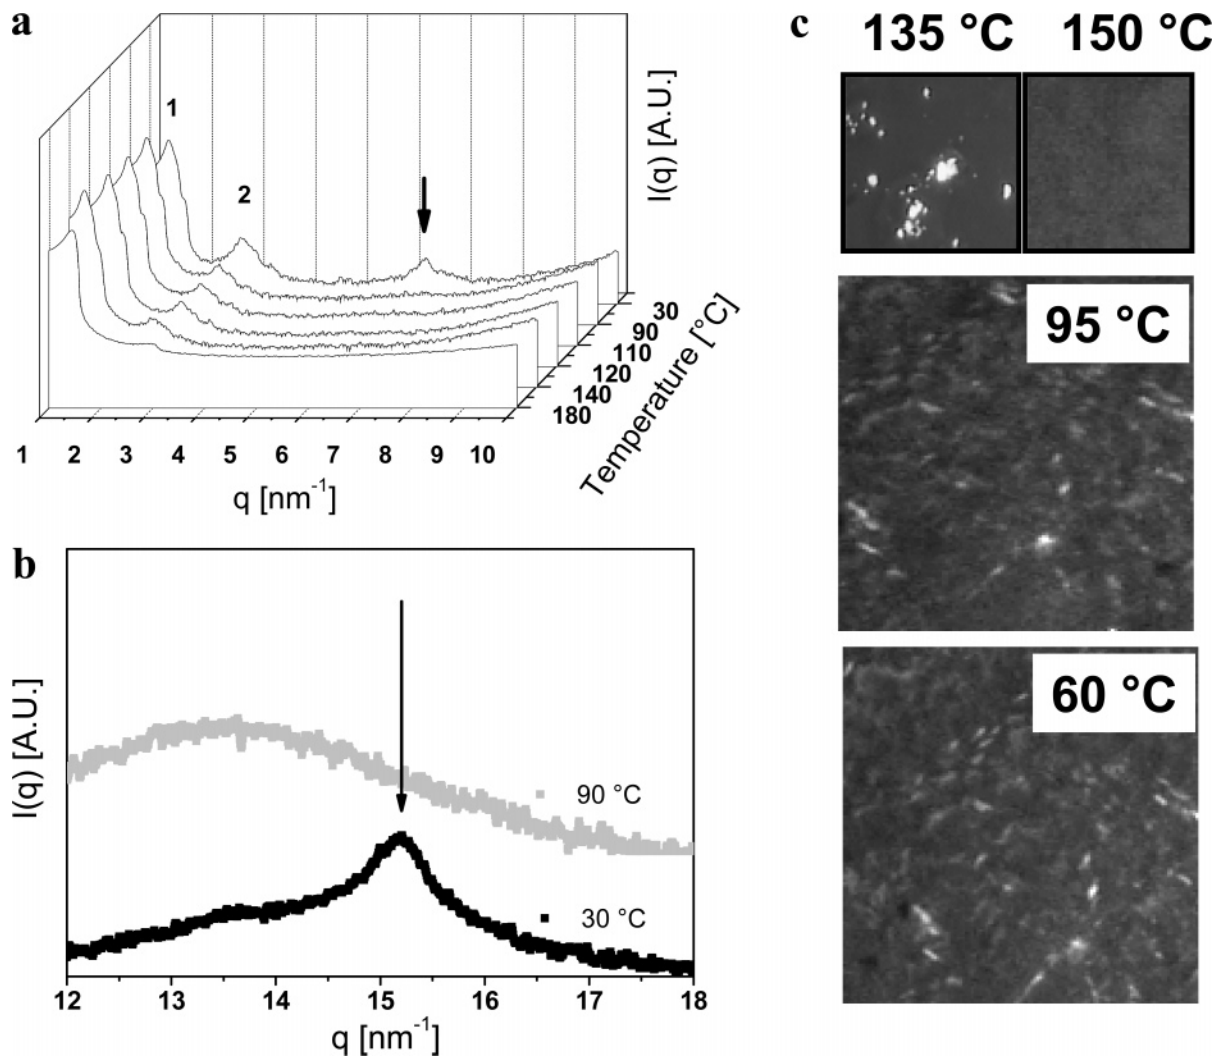 a
1
2
I(q) [A.U.]
30
90
110
120
140
180
Temperature [°C]
1 2 3 4 5 6 7 8 9 10
q [nm-1]
b
I(q) [A.U.]
90 °C
30 °C
12 13 14 15 16 17 18
q [nm-1]
c
135 °C 150 °C
95 °C
60 °C